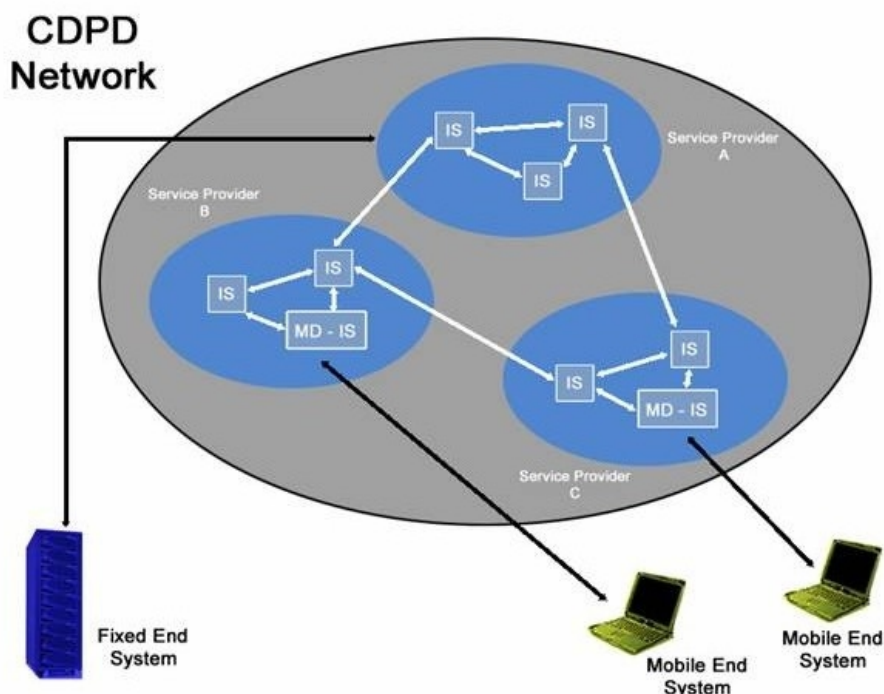 CDPD
Network
IS
IS
IS
Service Provider
A
Service Provider
B
IS
IS
MD - IS
IS
IS
MD - IS
Service Provider
C
Fixed End
System
Mobile End
System
Mobile End
System